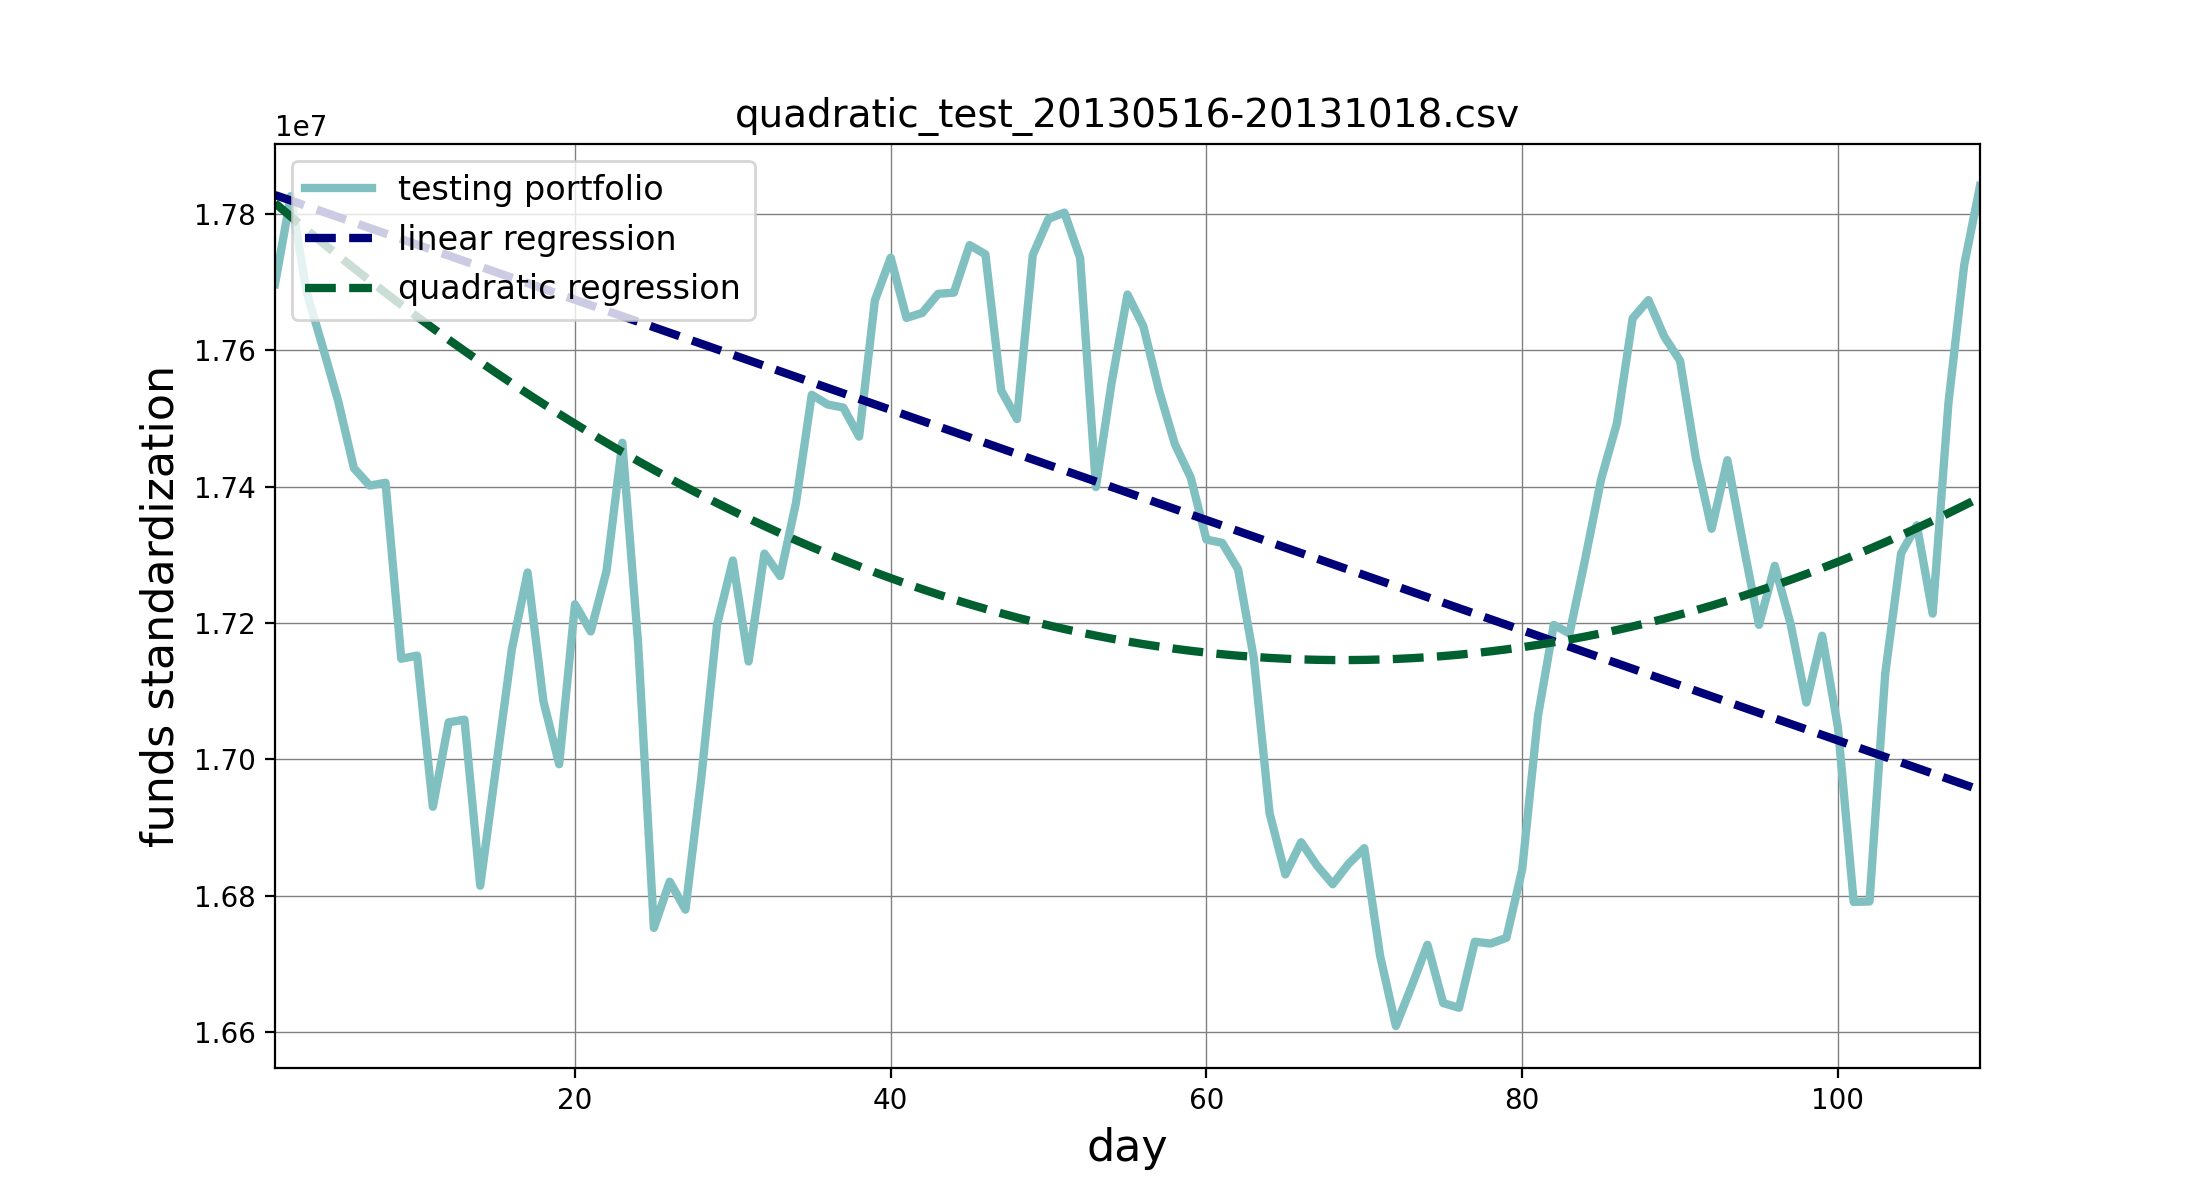 quadratic_test_20130516-20131018.csv
1e7
testing portfolio
linear regression
quadratic regression
1.78
1.76
1.74
1.72
1.70
1.68
1.66
funds standardization
20 40 60 80 100
day